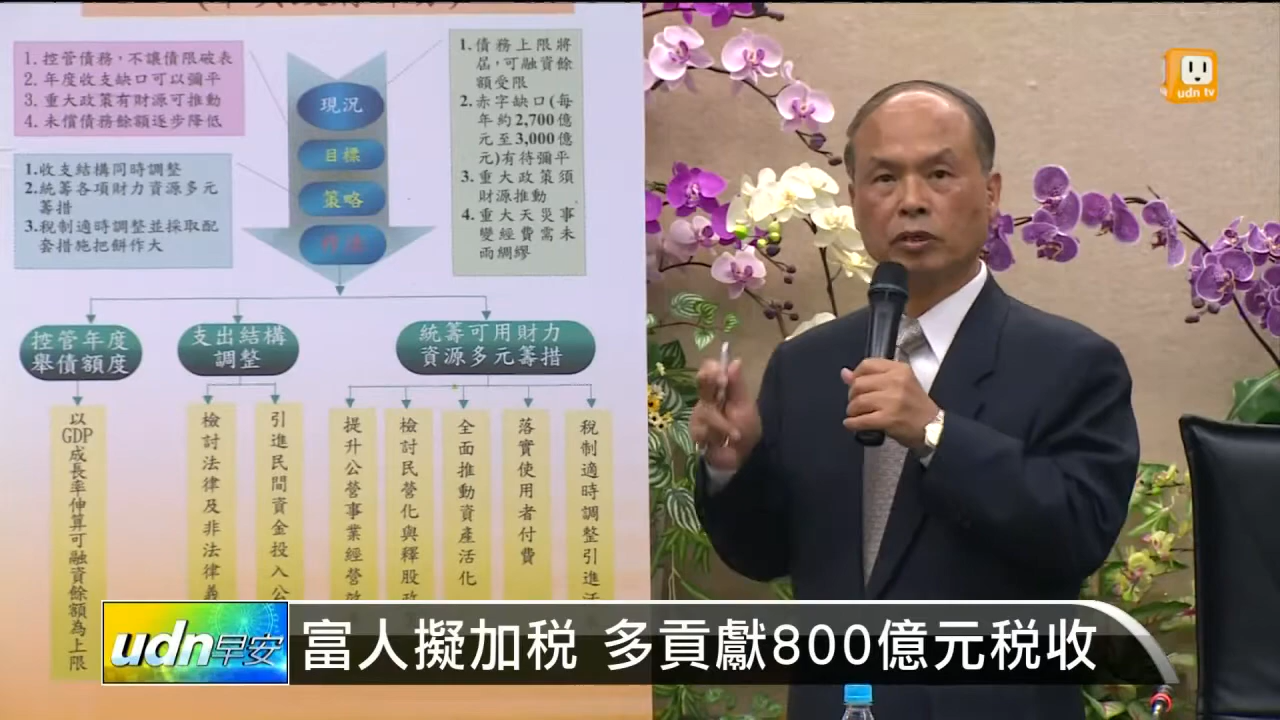 1. 控管債務，不讓債限破表
2. 年度收支缺口可以彌平
3. 重大政策有財源可推動
4. 未償債務餘額逐步降低
1.收支結構同時調整
2.統籌各項財力資源多元
籌措
3.稅制適時調整並採取配
套措施把餅作大
現況
目標
策略
作法
1.債務上限將
屆，可融資餘
額受限
2.赤字缺口(每
年約2,700億
元至3,000億
元)有待彌平
3.重大政策須
財源推動
4.重大天災事
變經費需未
雨綢繆
控管年度
舉債額度
支出結構
調整
統籌可用財力
資源多元籌措
以GDP成長率伸算可融資餘額為上限
檢討法律及非法律義
引進民間資金投入公
提升公營事業經營效
檢討民營化與釋股政
全面推動資產活化
落實使用者付費
稅制適時調整引進活
udn tv
udn早安
富人擬加稅 多貢獻800億元稅收